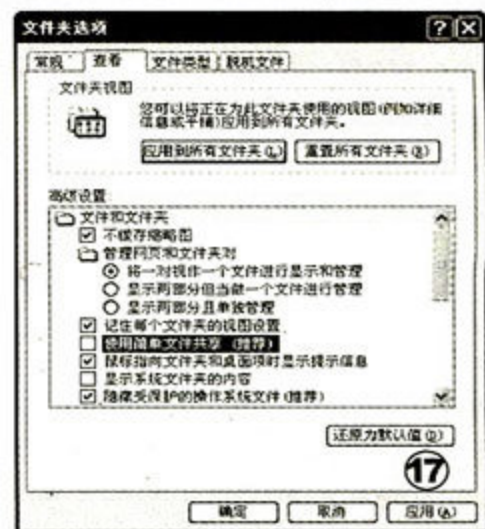 文件夹选项
常规 查看 文件类型 脱机文件
文件夹视图
您可以将正在为此文件夹使用的视图(例如详细
信息或平铺)应用到所有文件夹。
应用到所有文件夹(L) 重置所有文件夹(R)
高级设置:
文件和文件夹
不缓存缩略图
管理网页和文件夹对
将一对视作一个文件进行显示和管理
显示两部分但当做一个文件进行管理
显示两部分且单独管理
记住每个文件夹的视图设置
使用简单文件共享 (推荐)
鼠标指向文件夹和桌面项时显示提示信息
显示系统文件夹的内容
隐藏受保护的操作系统文件(推荐)
还原为默认值(D)
17
确定 取消 应用(A)